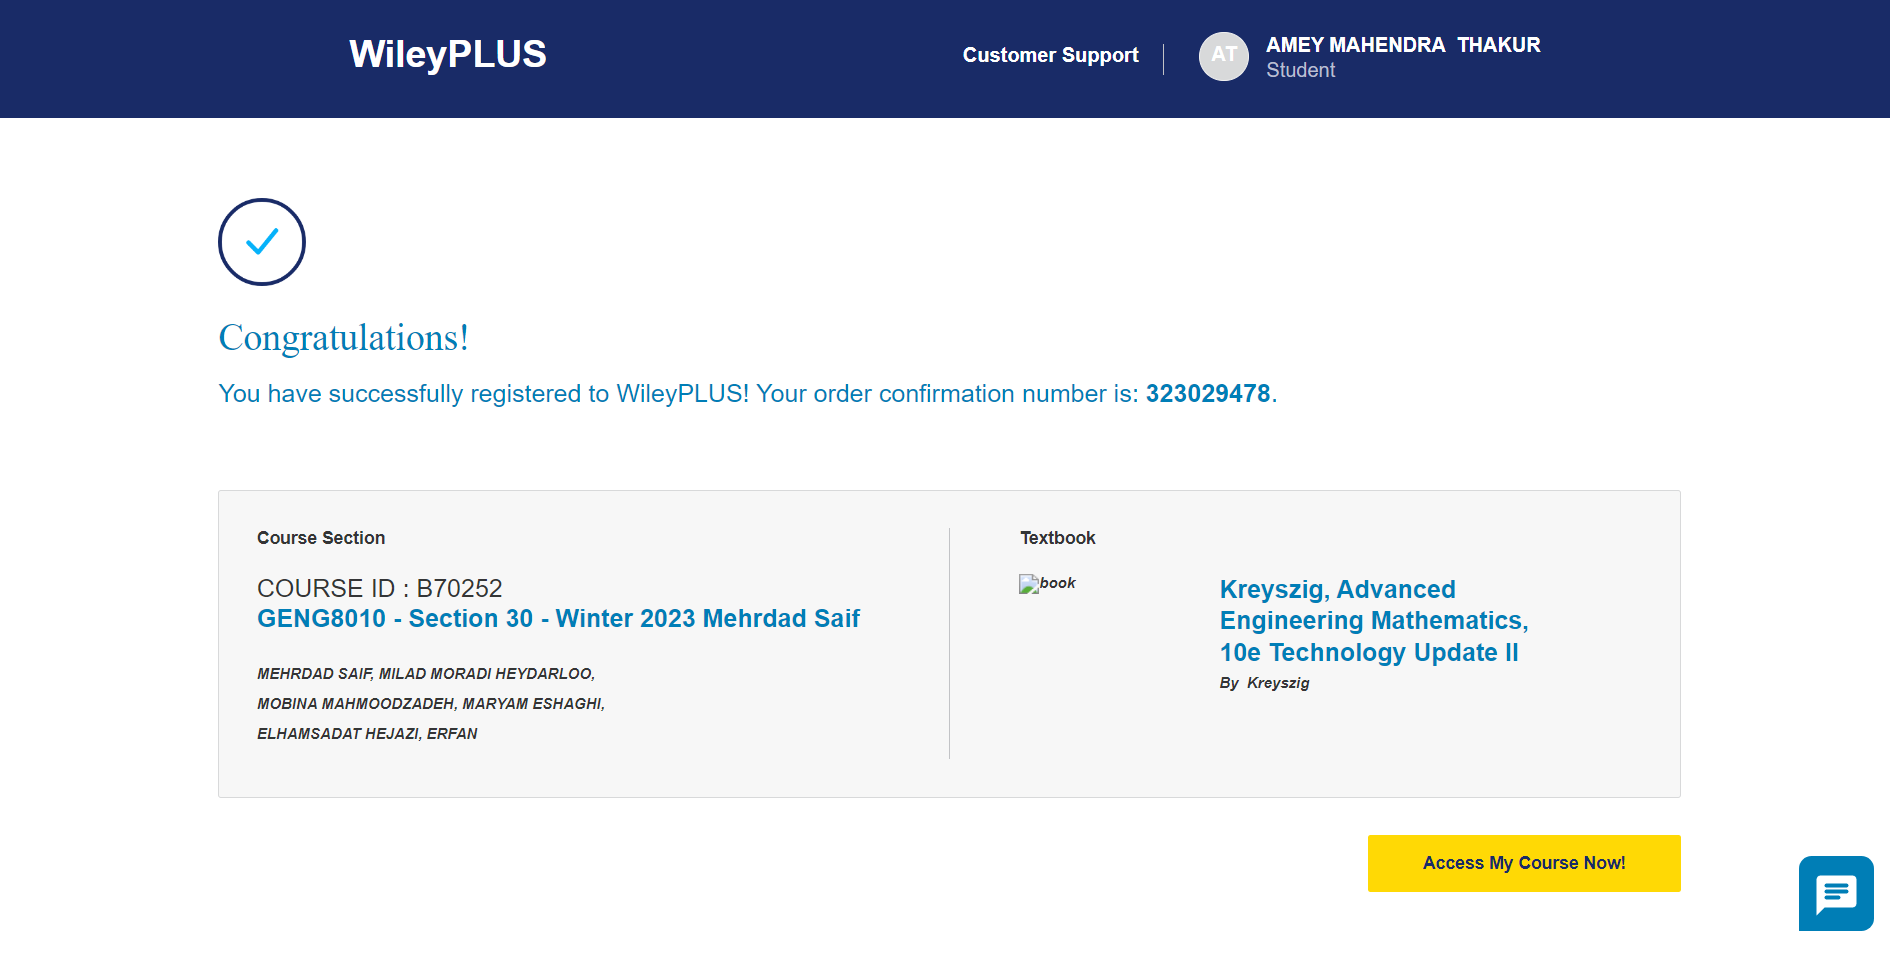 WileyPLUS
Customer Support
AT
AMEY MAHENDRA THAKUR
Student
Congratulations!
You have successfully registered to WileyPLUS! Your order confirmation number is: 323029478.
Course Section
COURSE ID : B70252
GENG8010 - Section 30 - Winter 2023 Mehrdad Saif
MEHRDAD SAIF, MILAD MORADI HEYDARLOO,
MOBINA MAHMOODZADEH, MARYAM ESHAGHI,
ELHAMSADAT HEJAZI, ERFAN
Textbook
book
Kreyszig, Advanced
Engineering Mathematics,
10e Technology Update II
By Kreyszig
Access My Course Now!